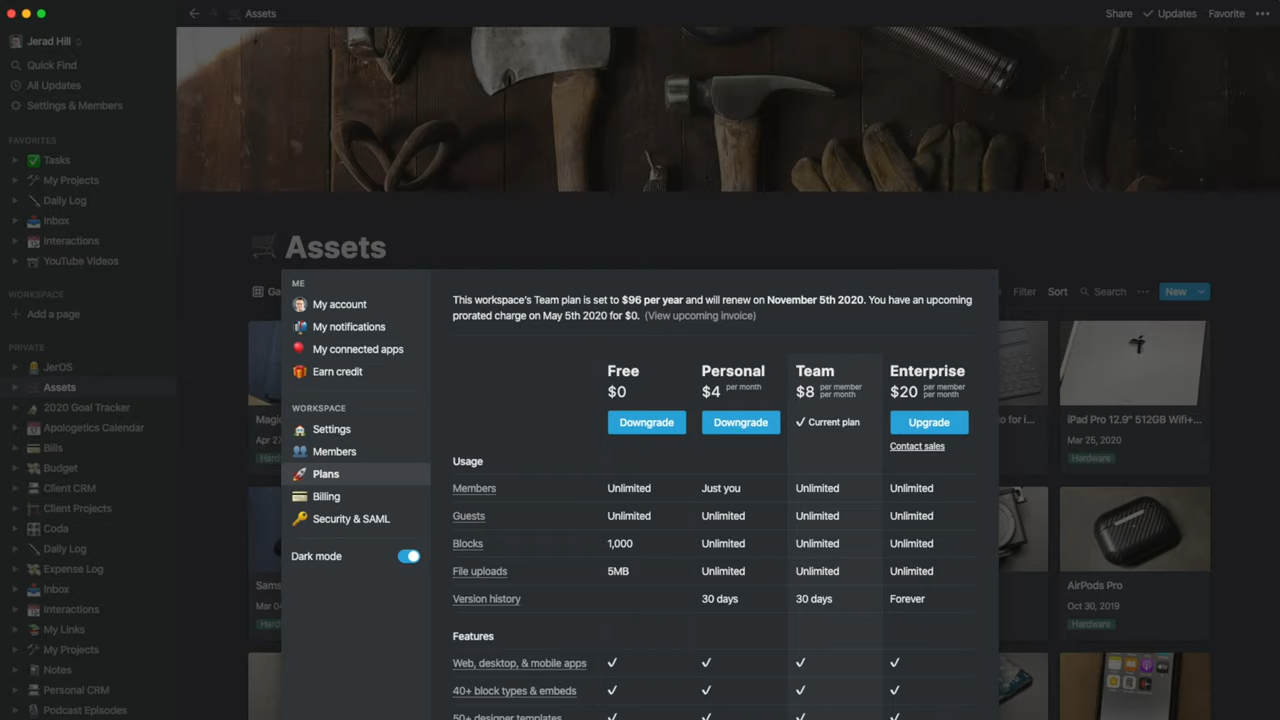 Assets
Share
Updates
Favorite
Jerad Hill
Quick Find
All Updates
Settings & Members
FAVORITES
Tasks
My Projects
Daily Log
Inbox
Interactions
YouTube Videos
WORKSPACE
Add a page
PRIVATE
JerOS
Assets
2020 Goal Tracker
Apologetics Calendar
Bills
Budget
Client CRM
Client Projects
Coda
Daily Log
Expense Log
Inbox
Interactions
My Links
My Projects
Notes
Personal CRM
Podcast Episodes
Assets
Filter
Sort
Search
New
ME
My account
My notifications
My connected apps
Earn credit
WORKSPACE
Settings
Members
Plans
Billing
Security & SAML
Dark mode
This workspace's Team plan is set to $96 per year and will renew on November 5th 2020. You have an upcoming
prorated charge on May 5th 2020 for $0. (View upcoming invoice)
Free Personal Team Enterprise
$0 $4 per month $8 per member per month $20 per member per month
Downgrade Downgrade Current plan Upgrade
Contact sales
Usage
Members Unlimited Just you Unlimited Unlimited
Guests Unlimited Unlimited Unlimited Unlimited
Blocks 1,000 Unlimited Unlimited Unlimited
File uploads 5MB Unlimited Unlimited Unlimited
Version history 30 days 30 days Forever
Features
Web, desktop, & mobile apps
40+ block types & embeds
50+ designer templates
iPad Pro 12.9" 512GB Wifi+...
Mar 25, 2020
Hardware
AirPods Pro
Oct 30, 2019
Hardware